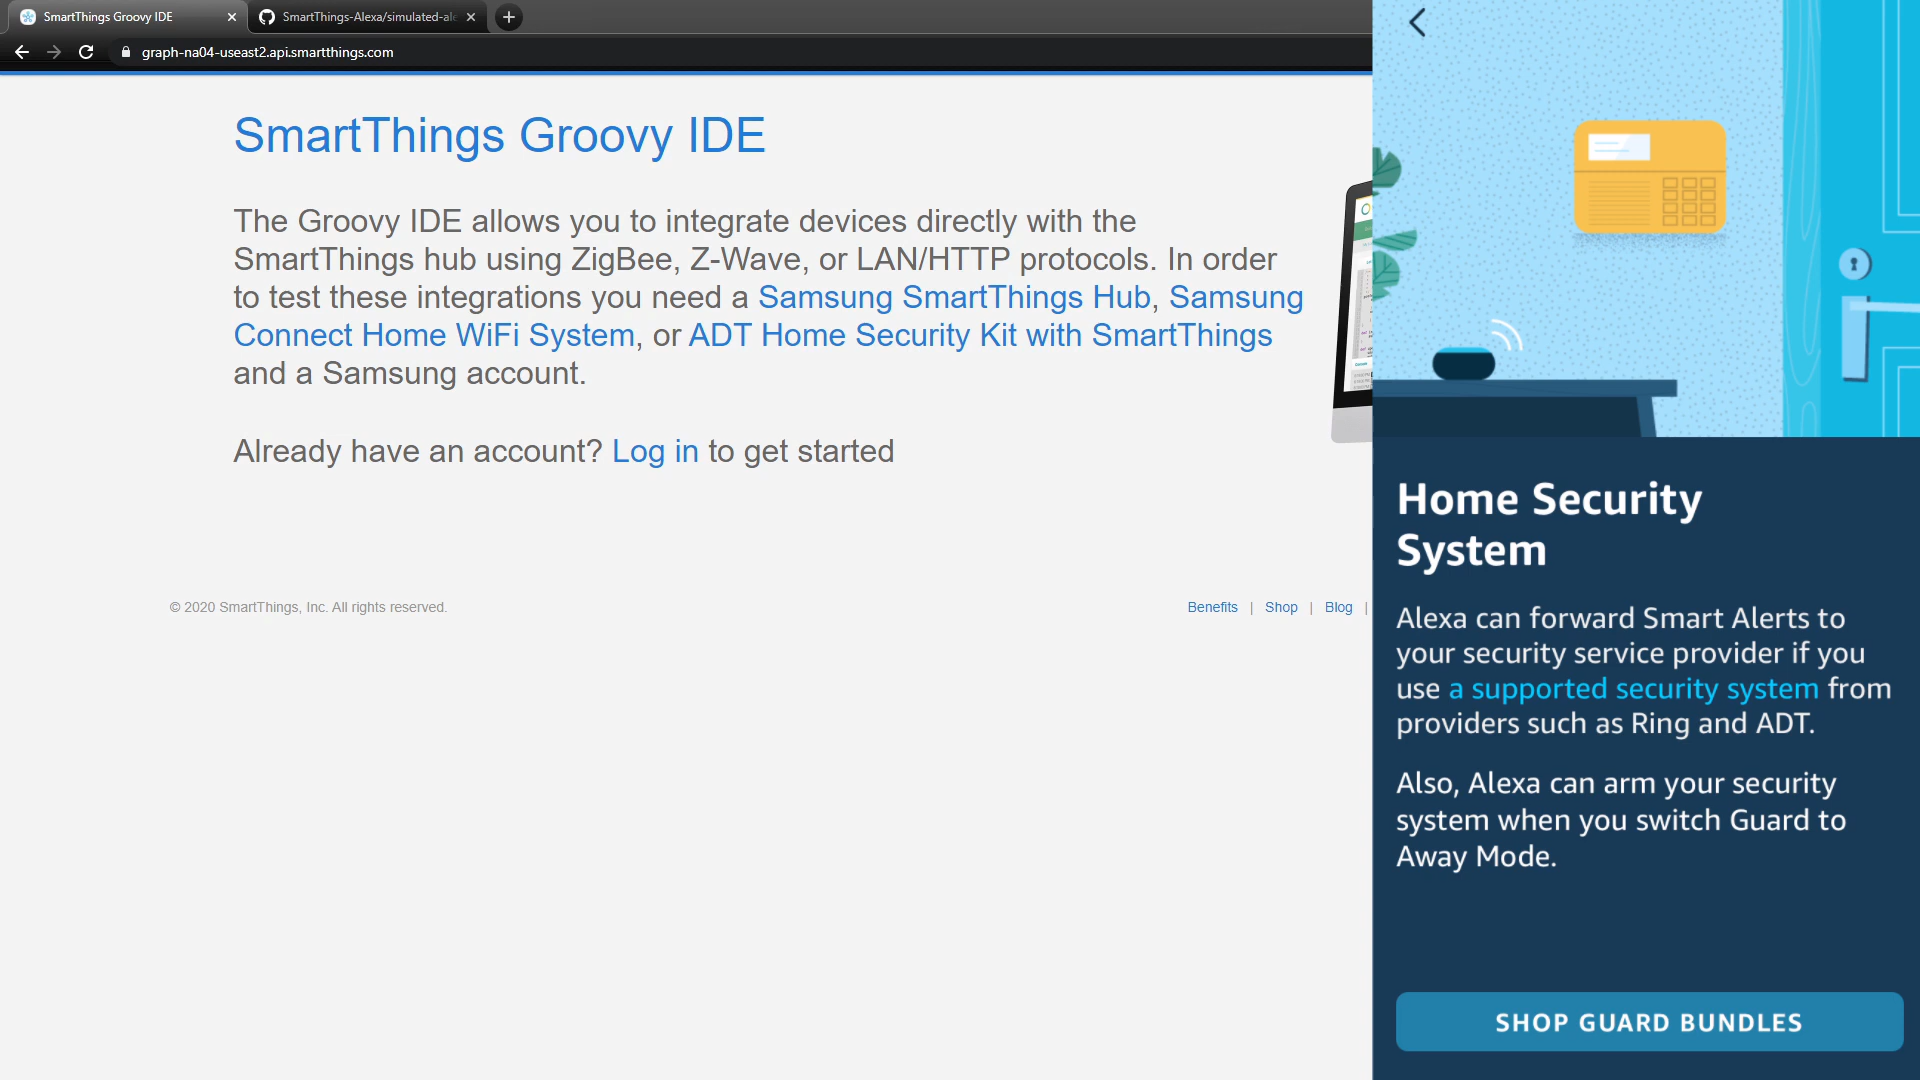 SmartThings Groovy IDE
SmartThings-Alexa/simulated-ale
graph-na04-useast2.api.smartthings.com
SmartThings Groovy IDE
The Groovy IDE allows you to integrate devices directly with the
SmartThings hub using ZigBee, Z-Wave, or LAN/HTTP protocols. In order
to test these integrations you need a Samsung SmartThings Hub, Samsung
Connect Home WiFi System, or ADT Home Security Kit with SmartThings
and a Samsung account.
Already have an account? Log in to get started
© 2020 SmartThings, Inc. All rights reserved.
Benefits | Shop | Blog |
Home Security
System
Alexa can forward Smart Alerts to
your security service provider if you
use a supported security system from
providers such as Ring and ADT.
Also, Alexa can arm your security
system when you switch Guard to
Away Mode.
SHOP GUARD BUNDLES